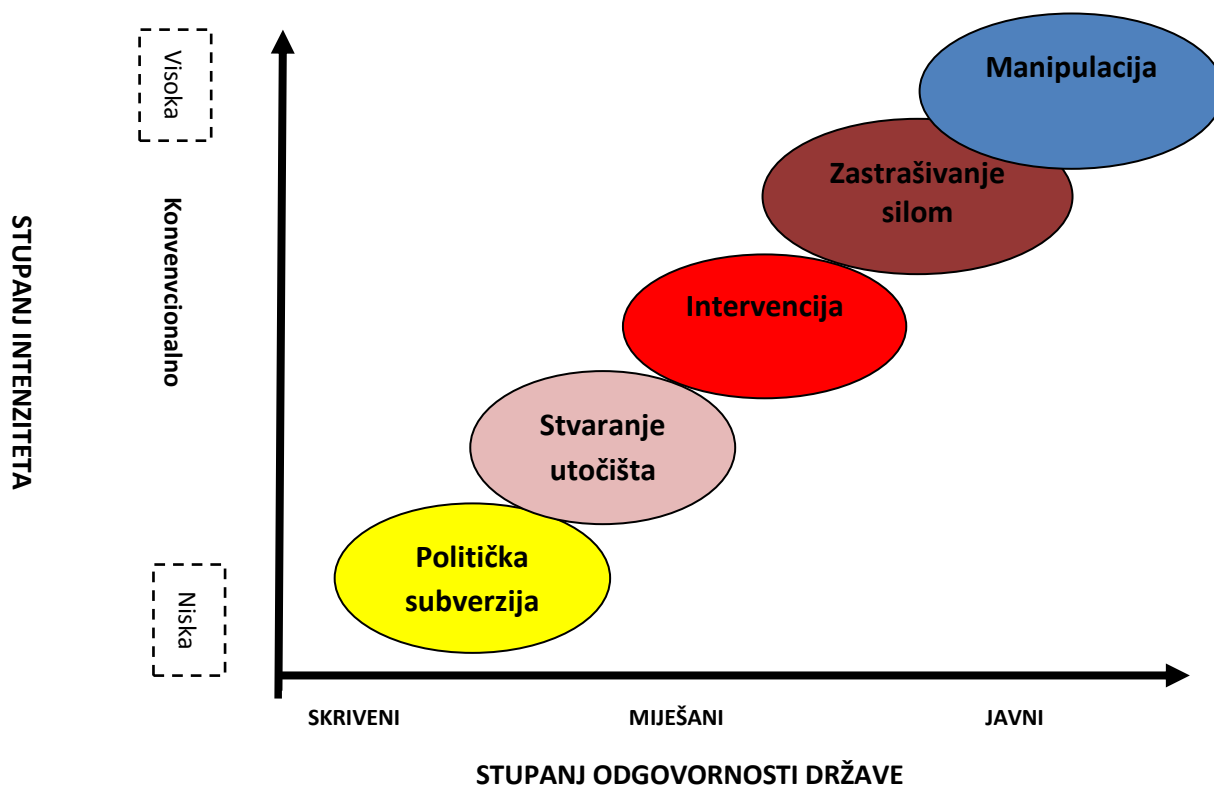 STUPANJ INTENZITETA
Visoka
Konvencionalno
Niska
Manipulacija
Zastrašivanje
silom
Intervencija
Stvaranje
utočišta
Politička
subverzija
SKRIVENI
MIJEŠANI
JAVNI
STUPANJ ODGOVORNOSTI DRŽAVE